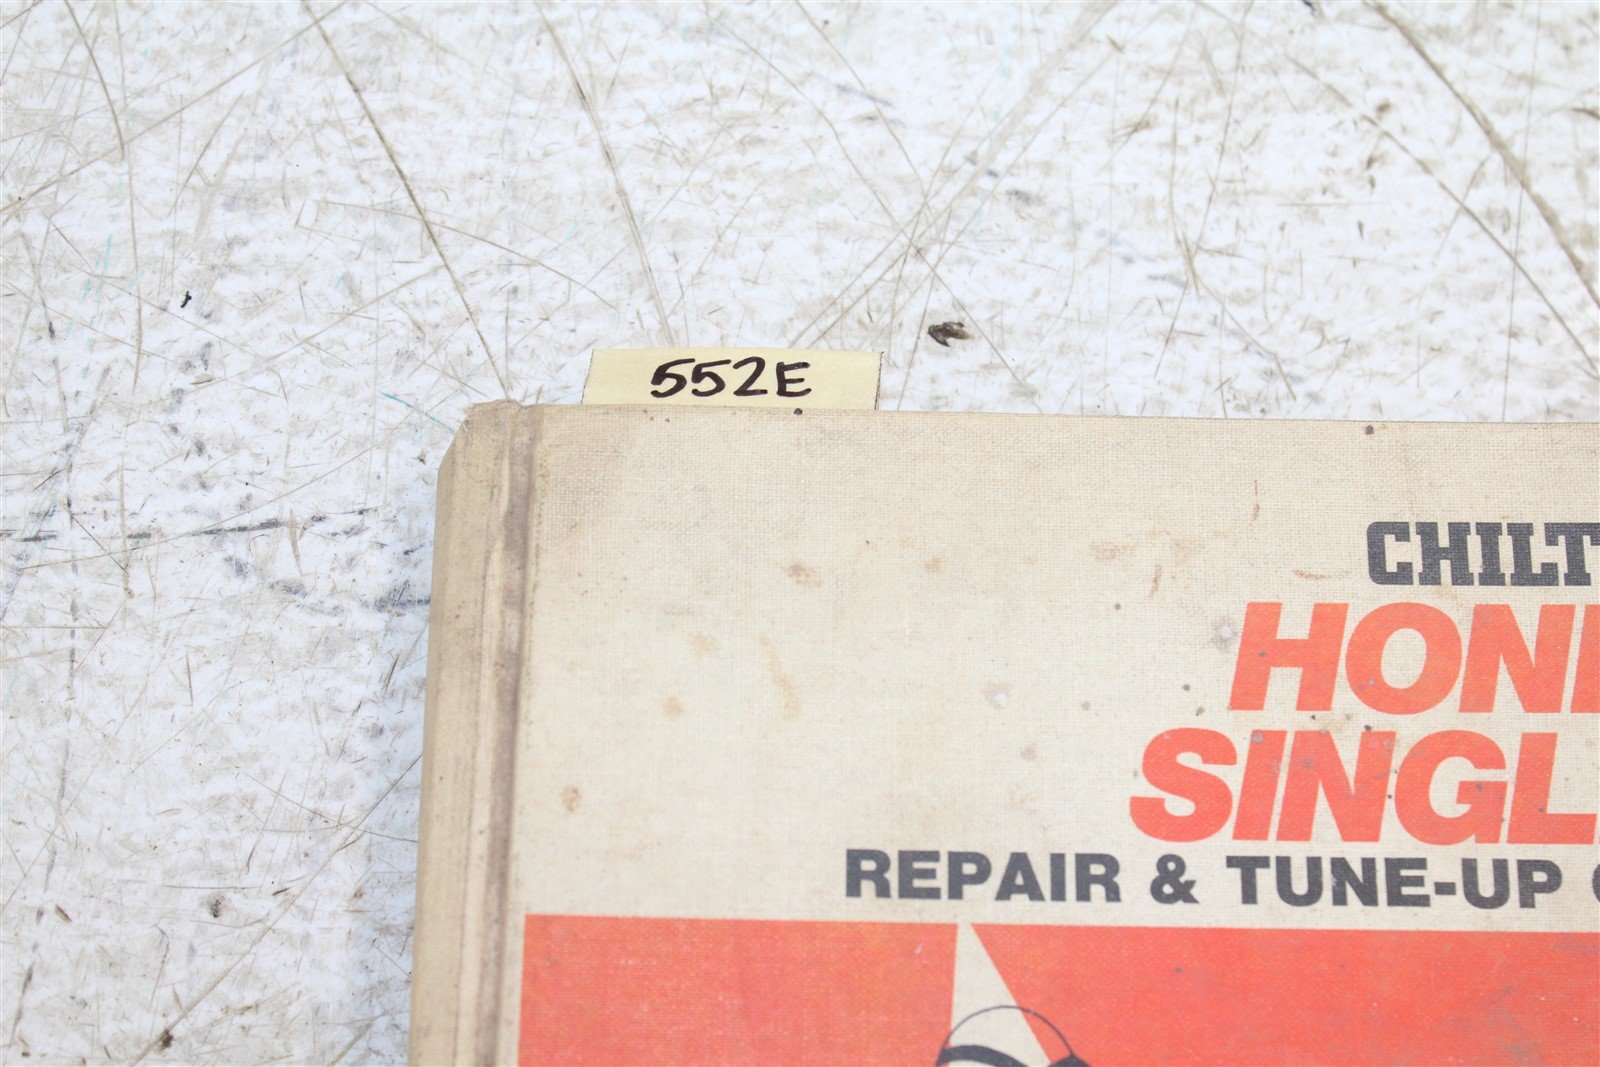 552E
CHILT
HON
SINGL
REPAIR & TUNE-UP